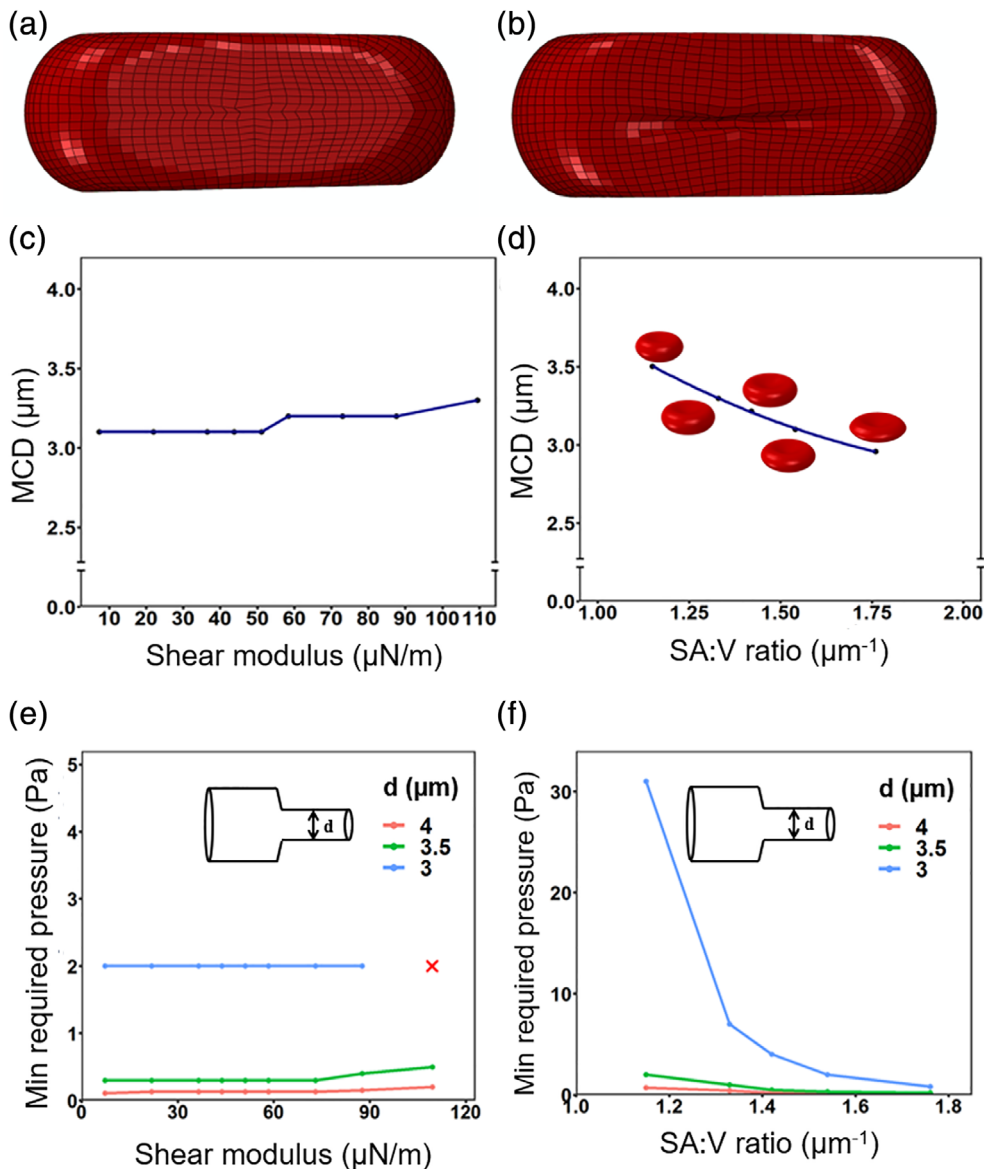 (a)
(b)
(c)
(d)
4.0
3.5
3.0
2.5
0.0
MCD (μm)
10 20 30 40 50 60 70 80 90 100 110
Shear modulus (μN/m)
4.0
3.5
3.0
2.5
0.0
MCD (μm)
1.00 1.25 1.50 1.75 2.00
SA:V ratio (μm⁻¹)
(e)
(f)
5
4
3
2
1
0
Min required pressure (Pa)
d
d (μm)
4
3.5
3
0 30 60 90 120
Shear modulus (μN/m)
30
20
10
0
Min required pressure (Pa)
d
d (μm)
4
3.5
3
1.0 1.2 1.4 1.6 1.8
SA:V ratio (μm⁻¹)